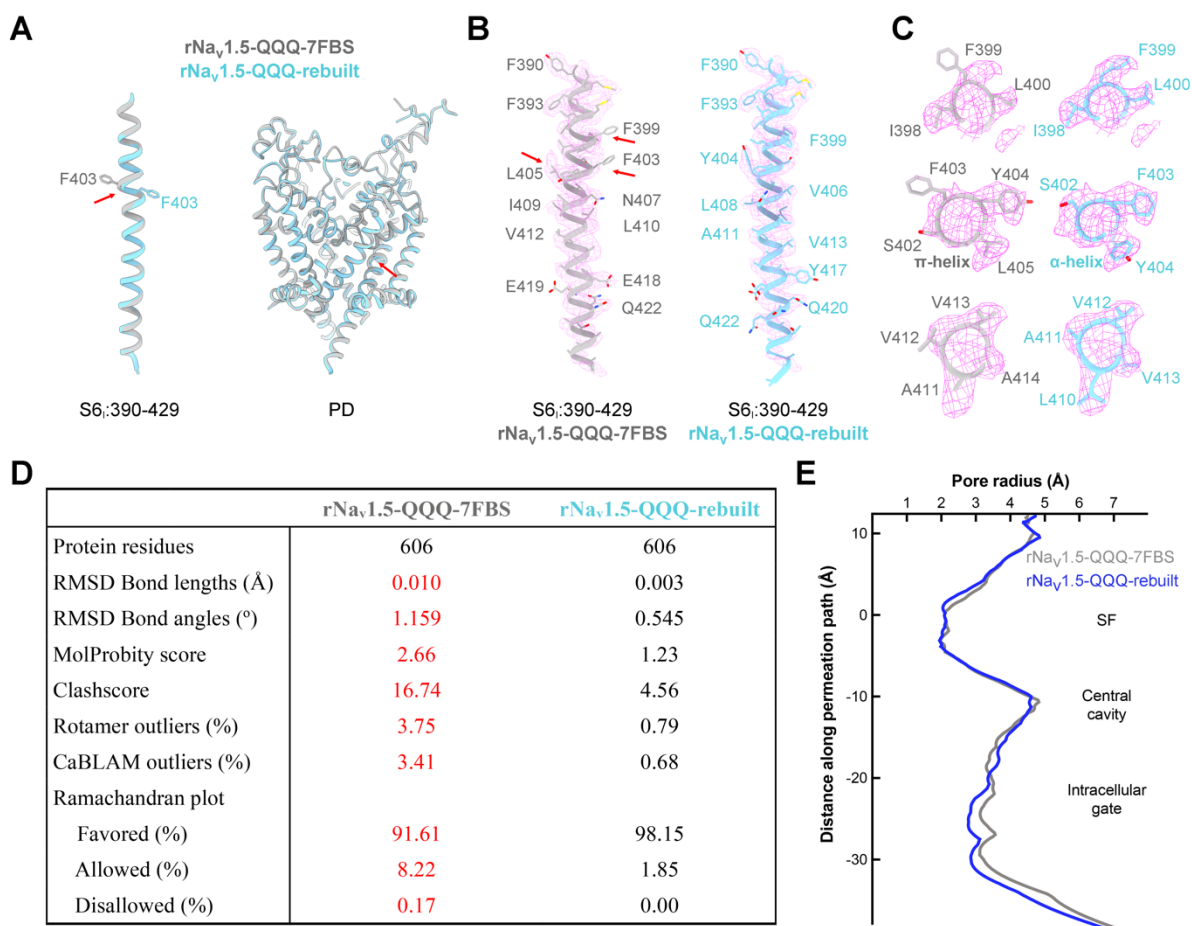 A
rNaᵥ1.5-QQQ-7FBS
rNaᵥ1.5-QQQ-rebuilt
F403
F403
S6ᵢ:390-429
PD
B
F390
F393
F399
F403
L405
N407
I409
L410
V412
E418
E419
Q422
S6ᵢ:390-429
rNaᵥ1.5-QQQ-7FBS
F390
F393
F399
Y404
V406
L408
A411
V413
Y417
Q420
Q422
S6ᵢ:390-429
rNaᵥ1.5-QQQ-rebuilt
C
F399
L400
I398
F399
L400
I398
F403
Y404
S402
L405
π-helix
S402
F403
Y404
α-helix
V413
V412
A411
A414
V412
A411
V413
L410
D
rNaᵥ1.5-QQQ-7FBS rNaᵥ1.5-QQQ-rebuilt
Protein residues 606 606
RMSD Bond lengths (Å) 0.010 0.003
RMSD Bond angles (º) 1.159 0.545
MolProbity score 2.66 1.23
Clashscore 16.74 4.56
Rotamer outliers (%) 3.75 0.79
CaBLAM outliers (%) 3.41 0.68
Ramachandran plot
Favored (%) 91.61 98.15
Allowed (%) 8.22 1.85
Disallowed (%) 0.17 0.00
E
Pore radius (Å)
1 2 3 4 5 6 7
Distance along permeation path (Å)
10
0
-10
-20
-30
rNaᵥ1.5-QQQ-7FBS
rNaᵥ1.5-QQQ-rebuilt
SF
Central
cavity
Intracellular
gate